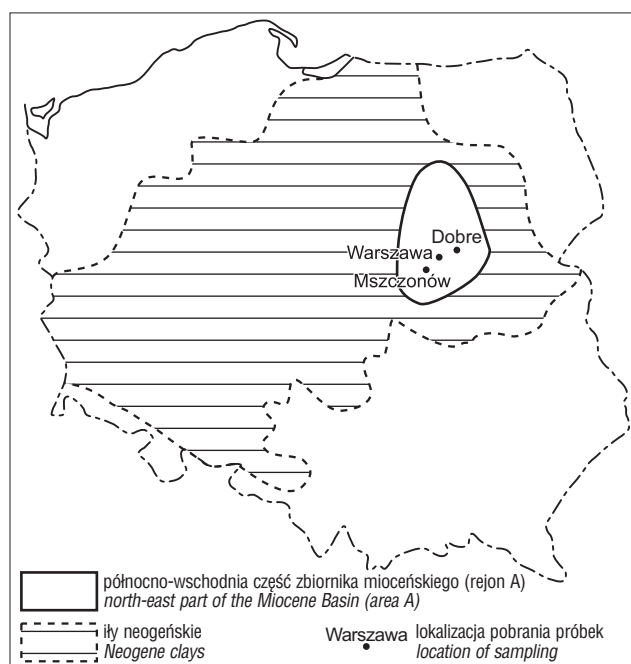 Dobre
Warszawa
Mszczonów
północno-wschodnia część zbiornika mioceńskiego (rejon A)
north-east part of the Miocene Basin (area A)
iły neogeńskie
Neogene clays
Warszawa
lokalizacja pobrania próbek
location of sampling